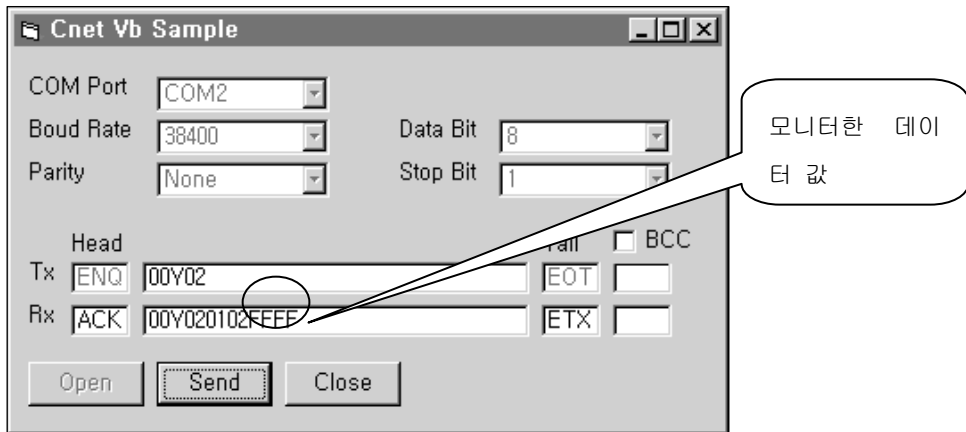 Cnet Vb Sample
COM Port COM2
Boud Rate 38400 Data Bit 8
Parity None Stop Bit 1
모니터한 데이
터 값
Head Tail BCC
Tx ENQ 00Y02 EOT
Rx ACK 00Y020102FFFF ETX
Open Send Close